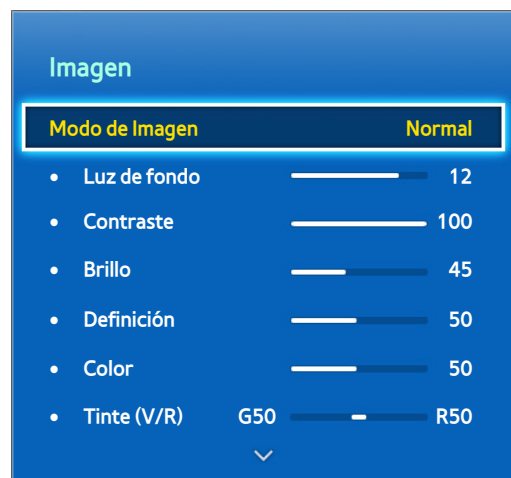 Imagen
Modo de Imagen Normal
• Luz de fondo 12
• Contraste 100
• Brillo 45
• Definición 50
• Color 50
• Tinte (V/R) G50 R50